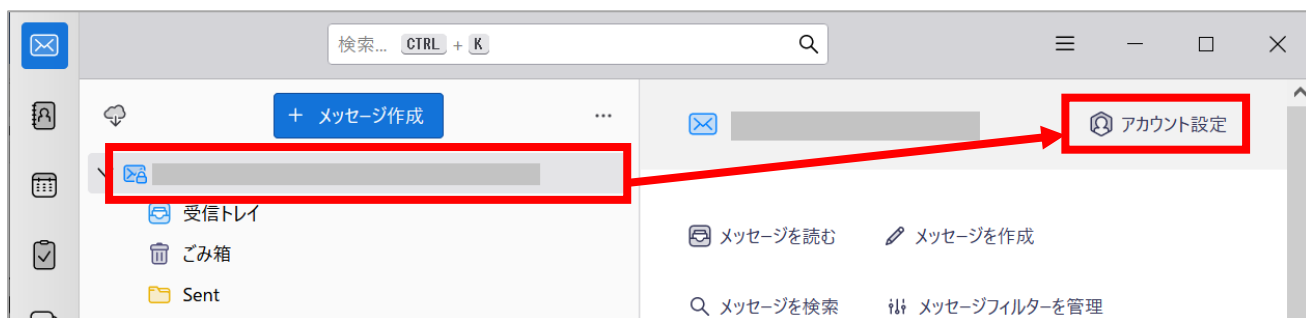 検索... CTRL + K
+ メッセージ作成
...
アカウント設定
受信トレイ
ごみ箱
Sent
メッセージを読む
メッセージを作成
メッセージを検索
メッセージフィルターを管理